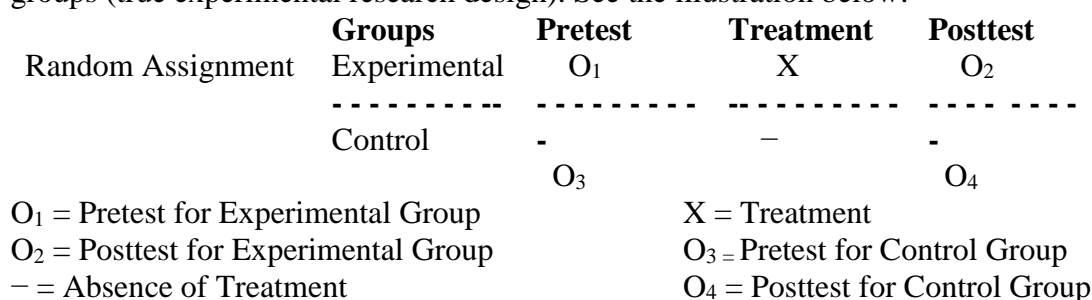 groups (true experimental research design). See the illustration below:
Groups Pretest Treatment Posttest
Random Assignment Experimental O₁ X O₂
- - - - - - - - - -- - - - - - - - - - -- - - - - - - - - - - - - - - - - -
Control - − -
O₃ O₄
O₁ = Pretest for Experimental Group X = Treatment
O₂ = Posttest for Experimental Group O₃ = Pretest for Control Group
− = Absence of Treatment O₄ = Posttest for Control Group